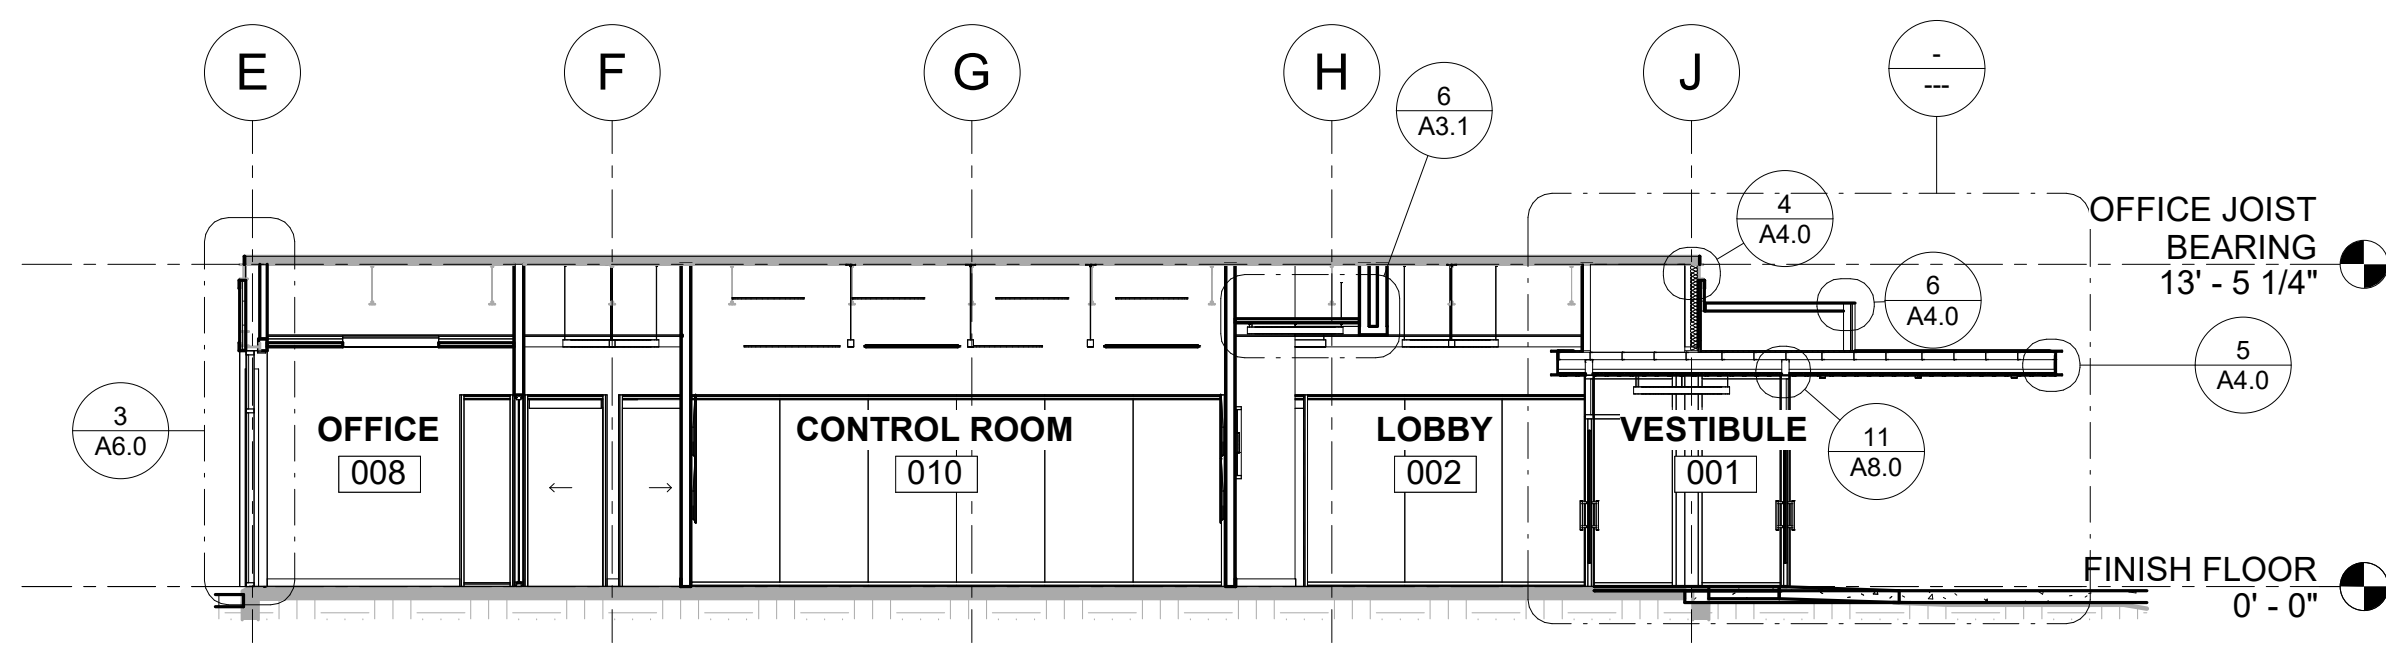 E
F
G
H
J
-
---
6
A3.1
4
A4.0
OFFICE JOIST
BEARING
13' - 5 1/4"
6
A4.0
5
A4.0
3
A6.0
OFFICE
008
CONTROL ROOM
010
LOBBY
002
VESTIBULE
001
11
A8.0
FINISH FLOOR
0' - 0"